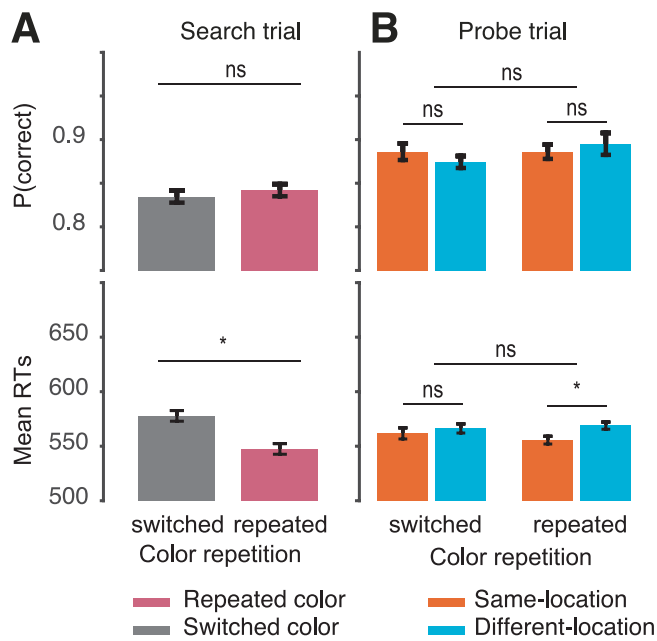 A
Search trial
B
Probe trial
ns
ns
ns
ns
P(correct)
0.9
0.8
Mean RTs
650
600
550
500
*
ns
ns
*
switched repeated
Color repetition
switched repeated
Color repetition
Repeated color
Switched color
Same-location
Different-location